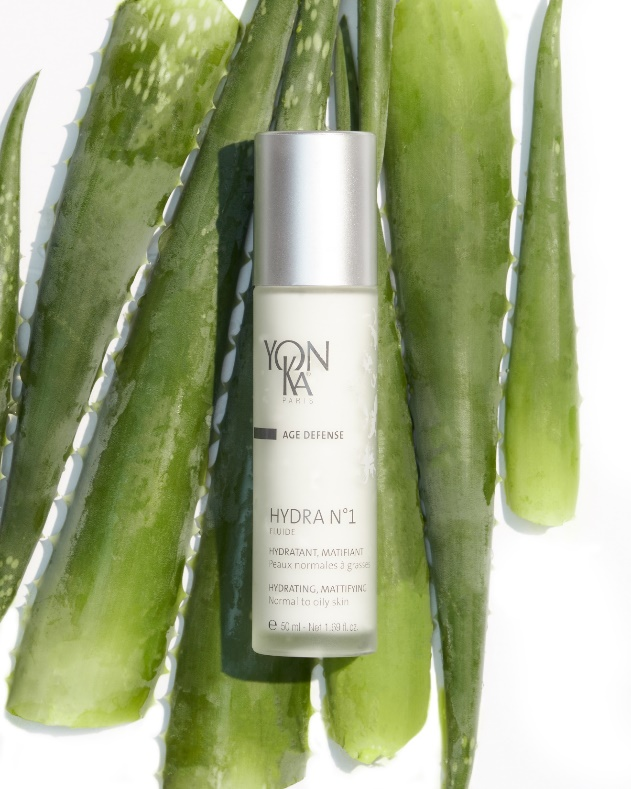 YON
KA
PARIS
AGE DEFENSE
HYDRA N°1
FLUIDE
HYDRATANT, MATIFIANT
Peaux normales à grasses
HYDRATING, MATTIFYING
Normal to oily skin
℮ 50 ml - Net 1.69 fl.oz.